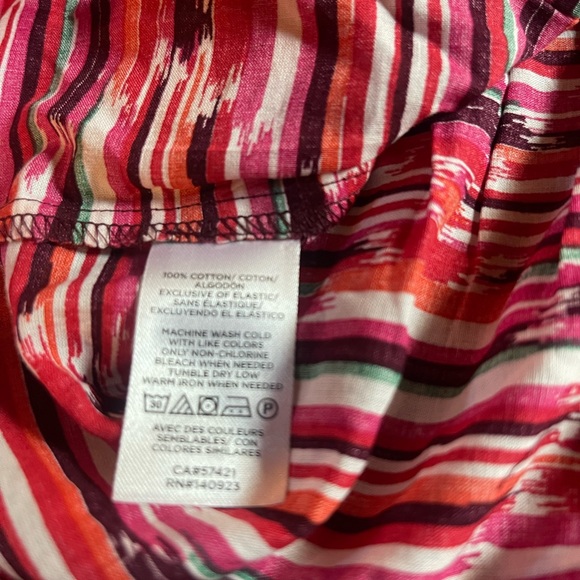 100% COTTON/ COTON/
ALGODÓN
EXCLUSIVE OF ELASTIC/
SANS ÉLASTIQUE/
EXCLUYENDO EL ELÁSTICO
MACHINE WASH COLD
WITH LIKE COLORS
ONLY NON-CHLORINE
BLEACH WHEN NEEDED
TUMBLE DRY LOW
WARM IRON WHEN NEEDED
30 P
AVEC DES COULEURS
SEMBLABLES/ CON
COLORES SIMILARES
CA#57421
RN#140923